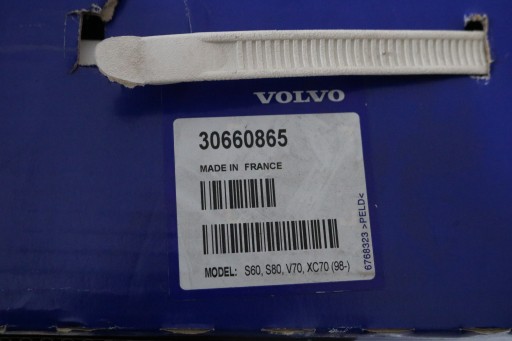 VOLVO
30660865
MADE IN FRANCE
MODEL: S60, S80, V70, XC70 (98-)
6768323 >PELD<